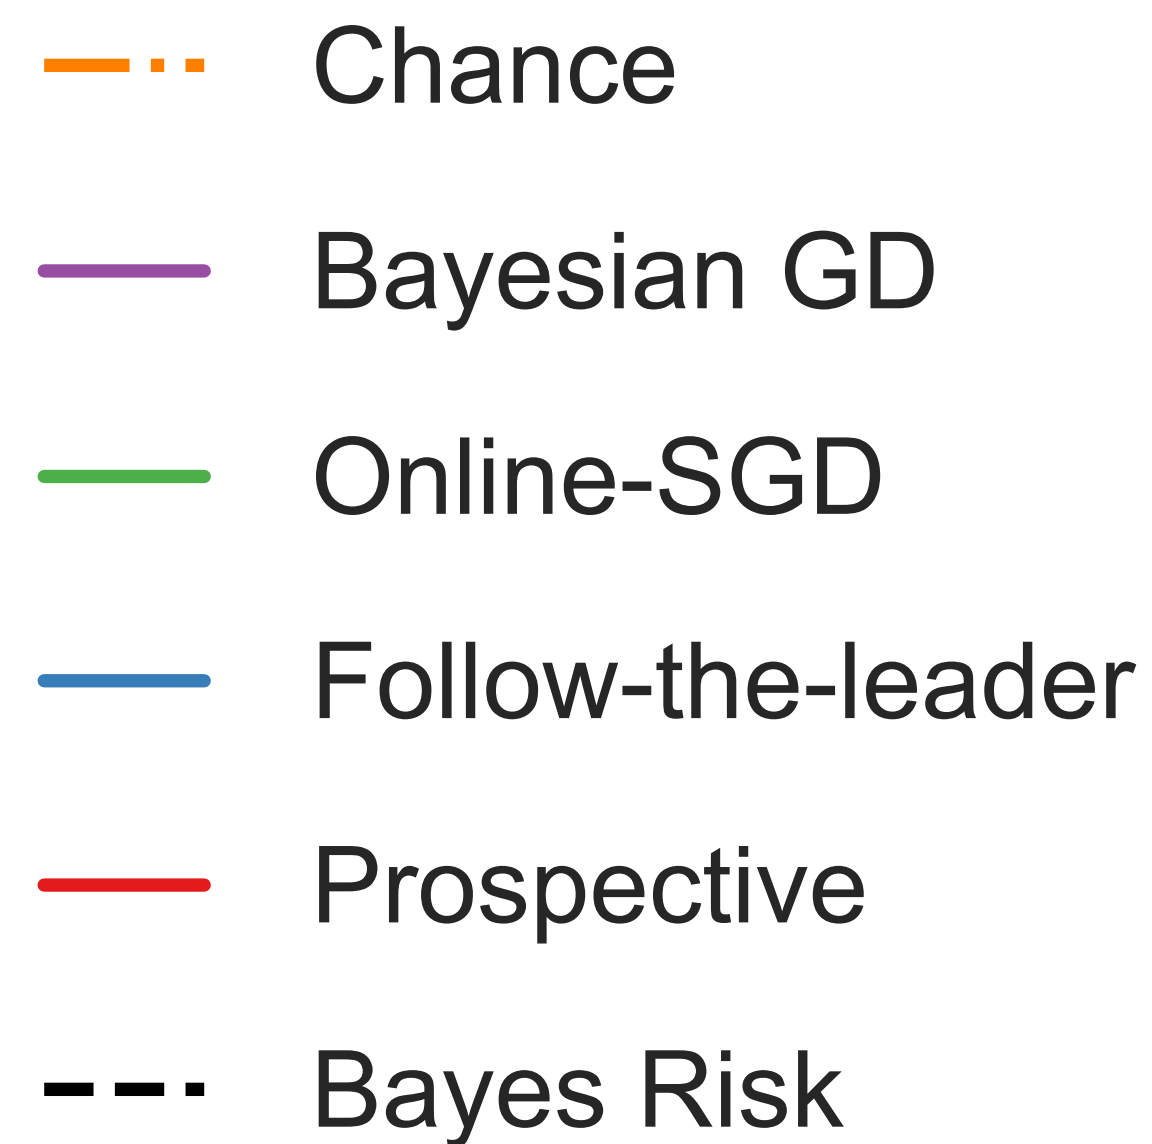 Chance
Bayesian GD
Online-SGD
Follow-the-leader
Prospective
Bayes Risk